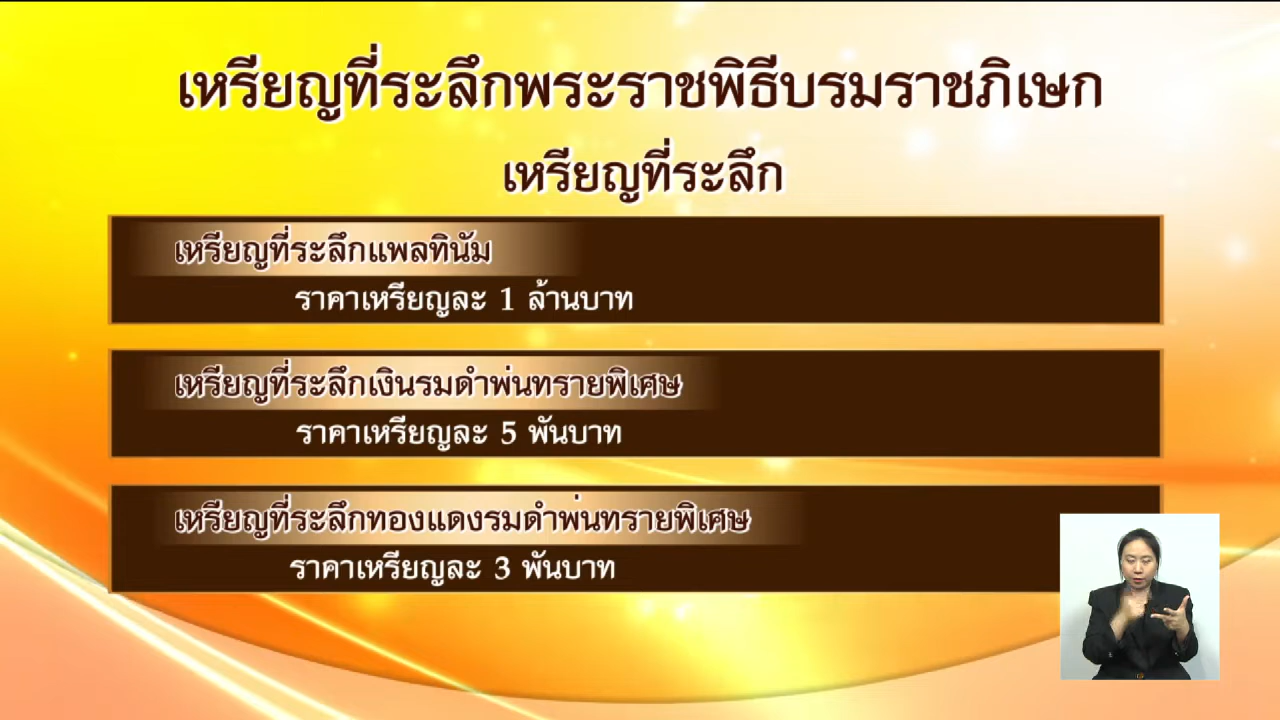 เหรียญที่ระลึกพระราชพิธีบรมราชภิเษก
เหรียญที่ระลึก
เหรียญที่ระลึกแพลทินัม
ราคาเหรียญละ 1 ล้านบาท
เหรียญที่ระลึกเงินรมดำพ่นทรายพิเศษ
ราคาเหรียญละ 5 พันบาท
เหรียญที่ระลึกทองแดงรมดำพ่นทรายพิเศษ
ราคาเหรียญละ 3 พันบาท